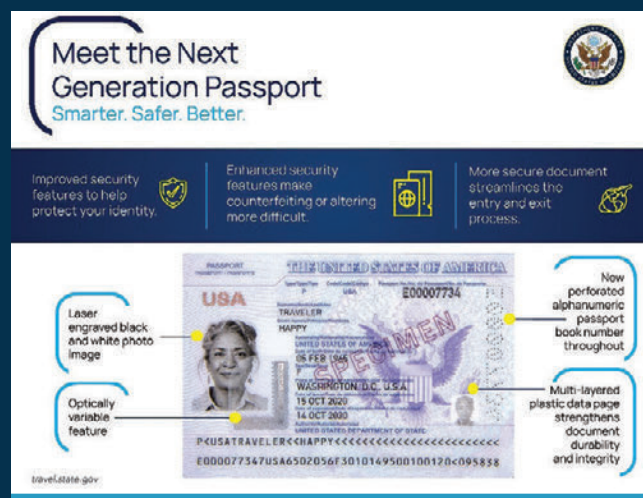 Meet the Next
Generation Passport
Smarter. Safer. Better.
Improved security
features to help
protect your identity.
Enhanced security
features make
counterfeiting or altering
more difficult.
More secure document
streamlines the
entry and exit
process.
Laser
engraved black
and white photo
image
Optically
variable
feature
PASSPORT
THE UNITED STATES OF AMERICA
P USA E00007734
USA
TRAVELER
HAPPY
UNITED STATES OF AMERICA
05 FEB 1965
F
WASHINGTON, D.C., U.S.A.
15 OCT 2020
14 OCT 2030
UNITED STATES DEPARTMENT OF STATE
SPECIMEN
P<USATRAVELER<<HAPPY<<<<<<<<<<<<<<<<<<<<<<<<
E000077347USA6502056F3010149500100120<095838
Now
perforated
alphanumeric
passport
book number
throughout
Multi-layered
plastic data page
strengthens
document
durability
and integrity
travel.state.gov